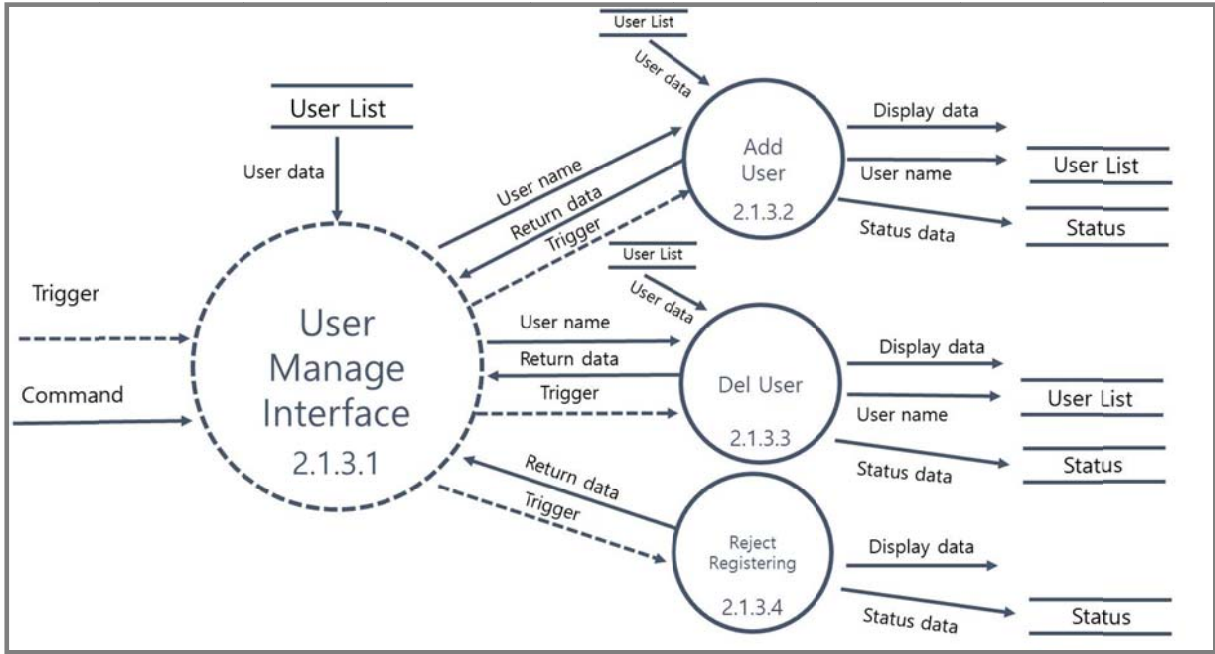 User List
User data
User List
User data
Trigger
Command
User
Manage
Interface
2.1.3.1
User name
Return data
Trigger
Add
User
2.1.3.2
Display data
User name
User List
Status data
Status
User List
User data
User name
Return data
Trigger
Del User
2.1.3.3
Display data
User name
User List
Status data
Status
Return data
Trigger
Reject
Registering
2.1.3.4
Display data
Status data
Status